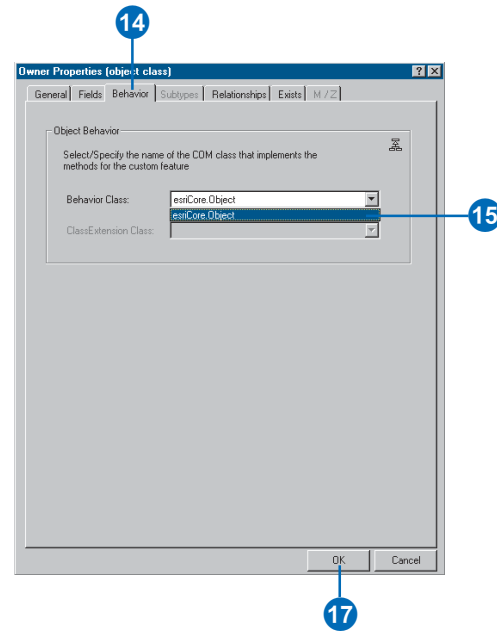 14
Owner Properties (object class)
General Fields Behavior Subtypes Relationships Exists M / Z
Object Behavior
Select/Specify the name of the COM class that implements the
methods for the custom feature
Behavior Class: esriCore.Object
esriCore.Object
15
ClassExtension Class:
OK Cancel
17